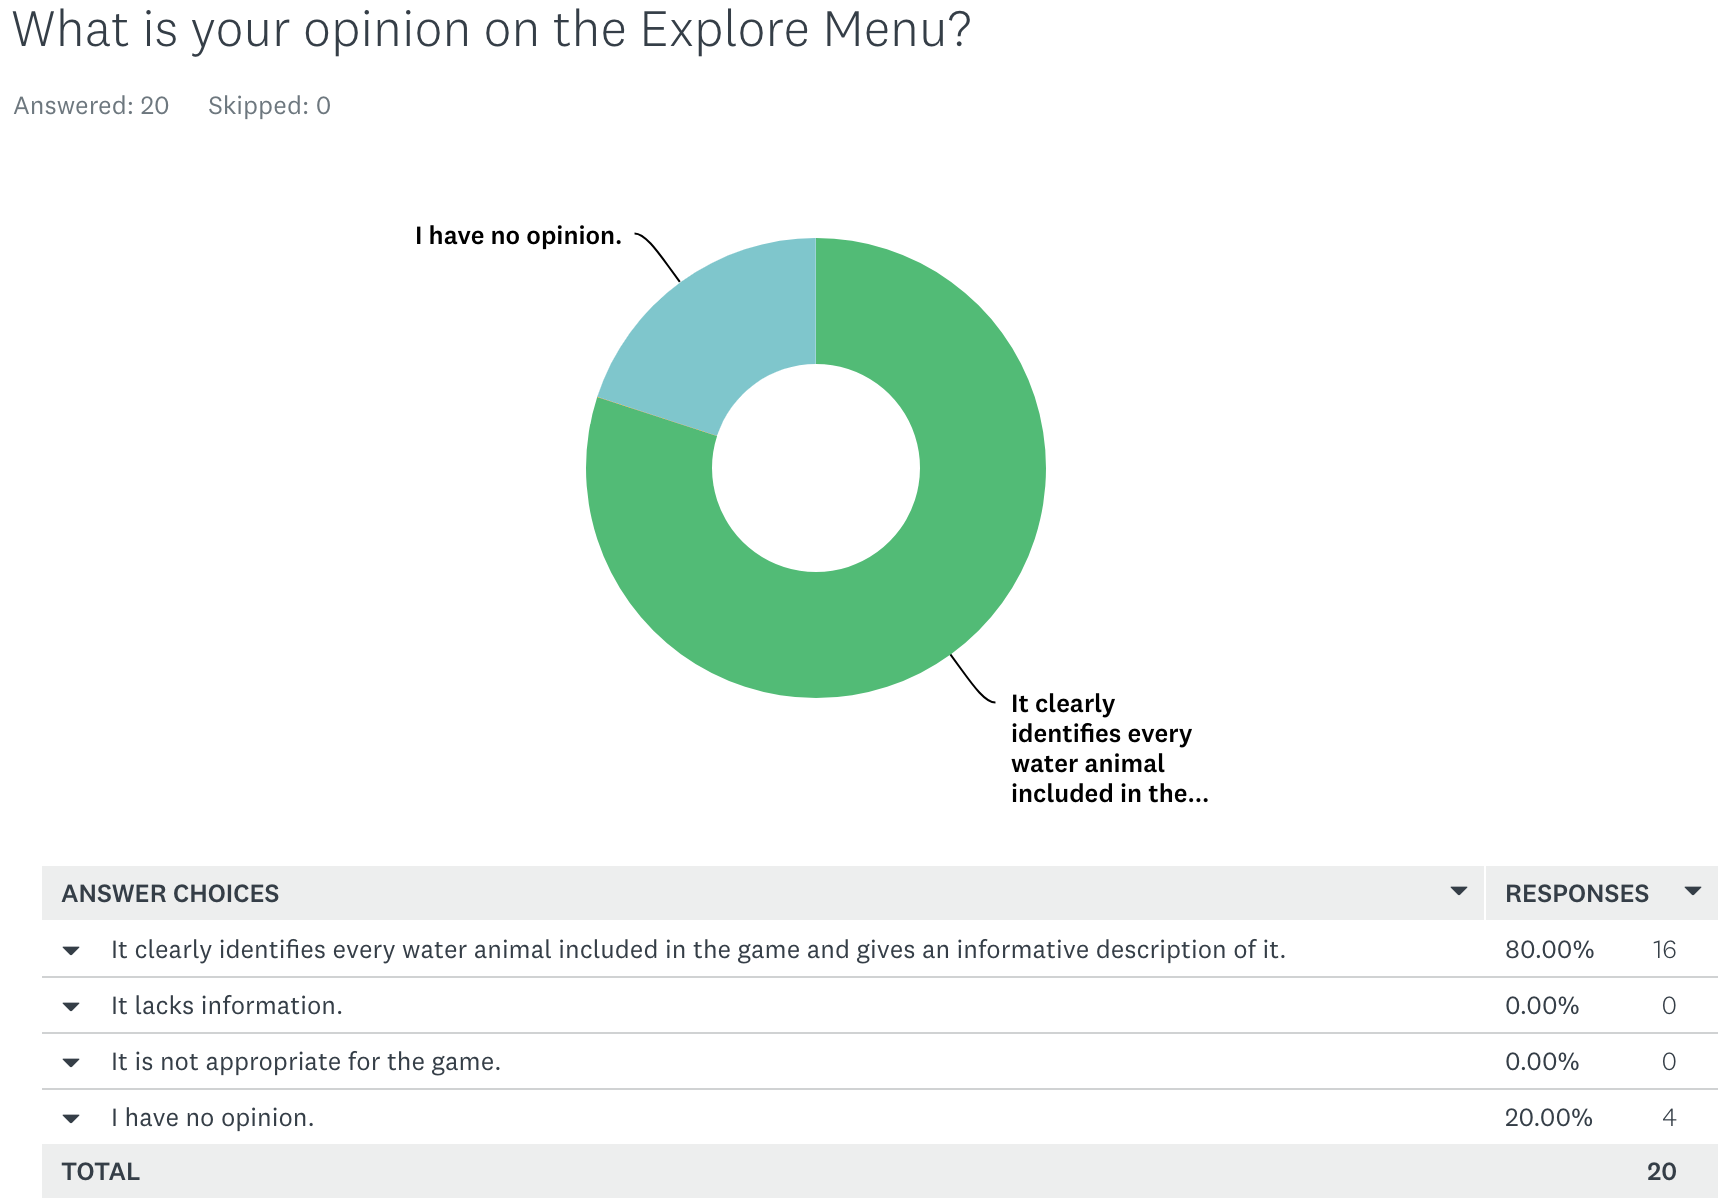 What is your opinion on the Explore Menu?
Answered: 20 Skipped: 0
I have no opinion.
It clearly
identifies every
water animal
included in the...
ANSWER CHOICES RESPONSES
It clearly identifies every water animal included in the game and gives an informative description of it. 80.00% 16
It lacks information. 0.00% 0
It is not appropriate for the game. 0.00% 0
I have no opinion. 20.00% 4
TOTAL 20